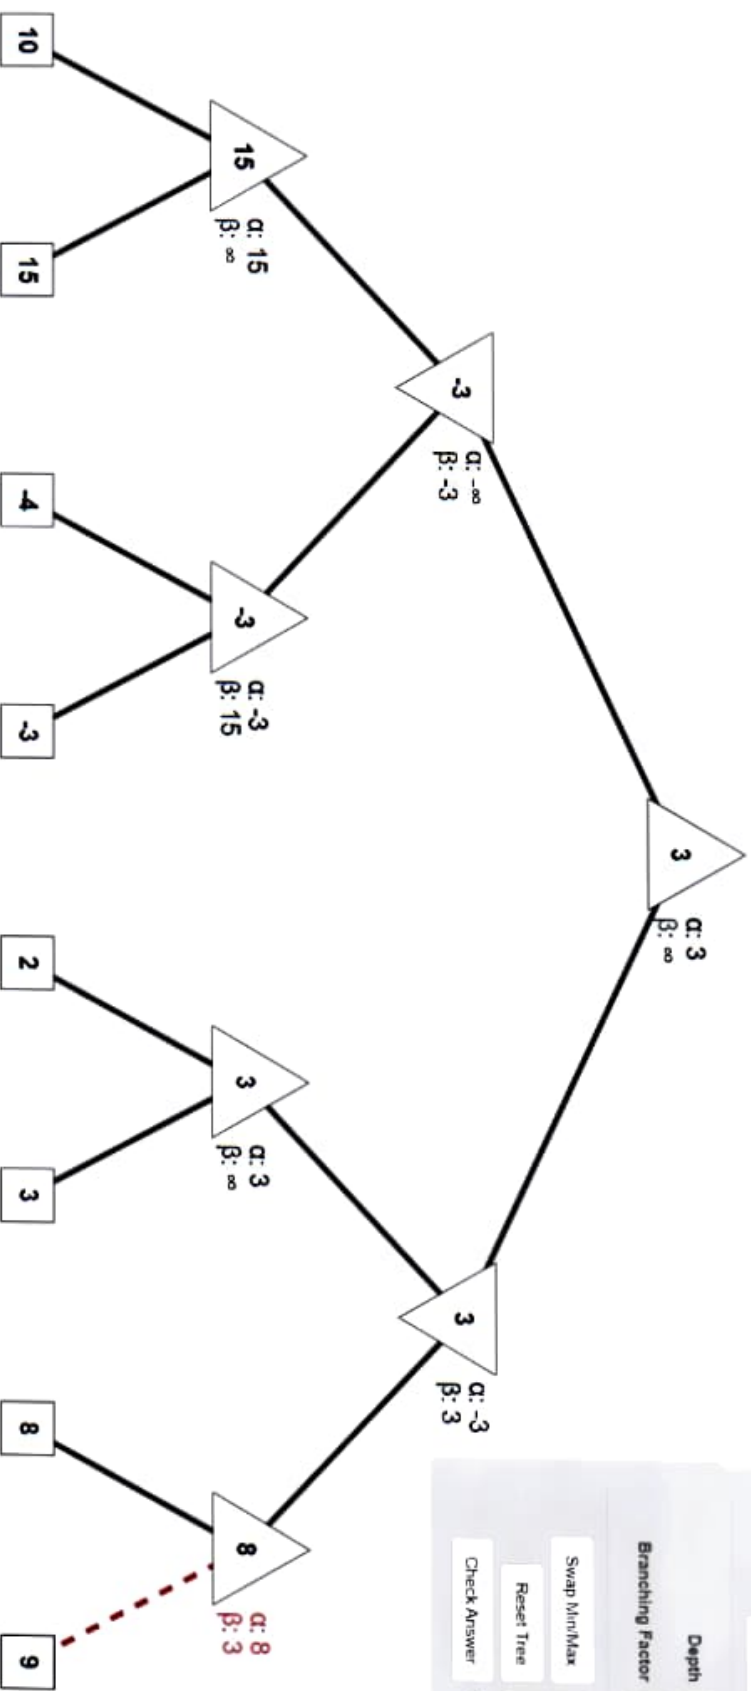 Depth
Branching Factor
Swap Min/Max
Reset Tree
Check Answer
3
α: 3
β: ∞
-3
α: -∞
β: -3
3
α: -3
β: 3
15
α: 15
β: ∞
-3
α: -3
β: 15
3
α: 3
β: ∞
8
α: 8
β: 3
10
15
-4
-3
2
3
8
9